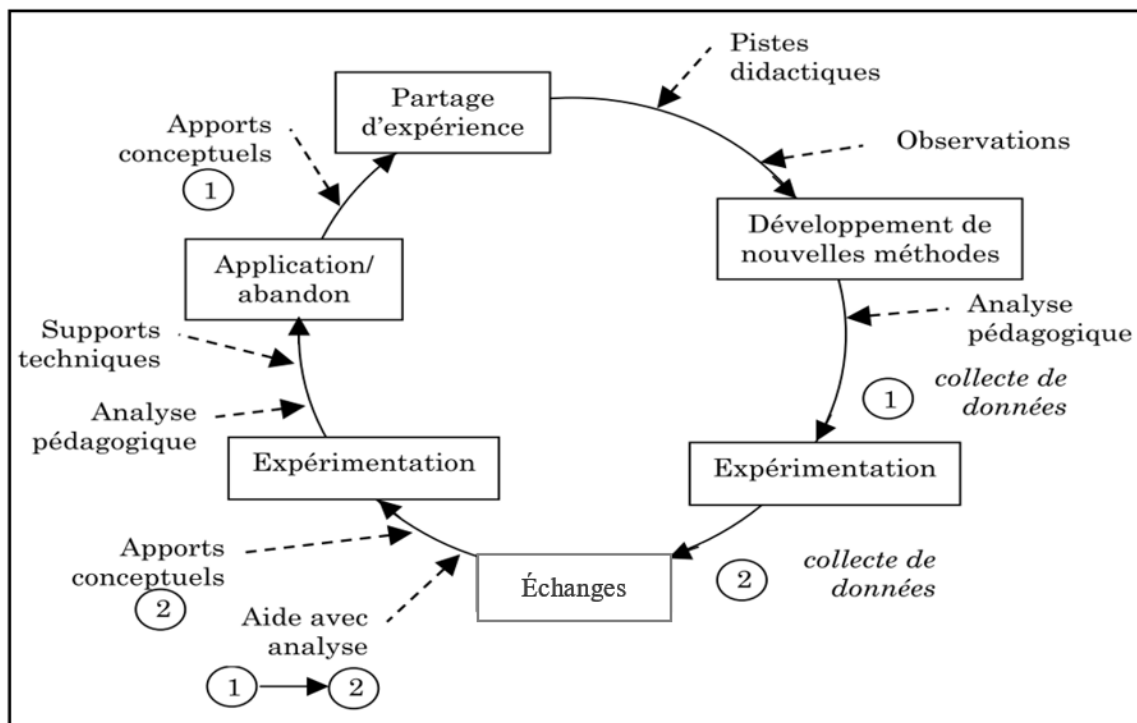 Partage
d'expérience
Pistes
didactiques
Observations
Développement de
nouvelles méthodes
Analyse
pédagogique
1
collecte de
données
Expérimentation
2
collecte de
données
Échanges
Aide avec
analyse
1
2
Apports
conceptuels
2
Expérimentation
Analyse
pédagogique
Supports
techniques
Application/
abandon
Apports
conceptuels
1